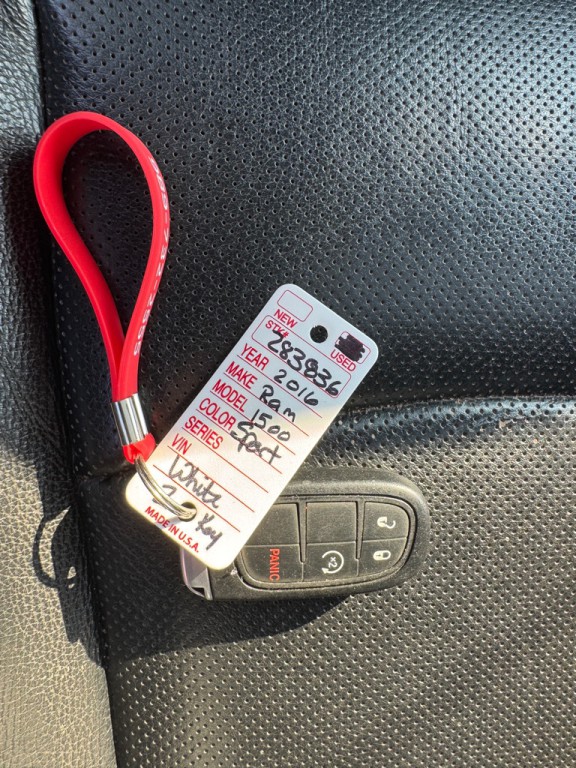 NEW
USED
STK# 283836
YEAR 2016
MAKE Ram
MODEL 1500
COLOR Sport
SERIES
VIN White
Key
MADE IN U.S.A.
PANIC
x2